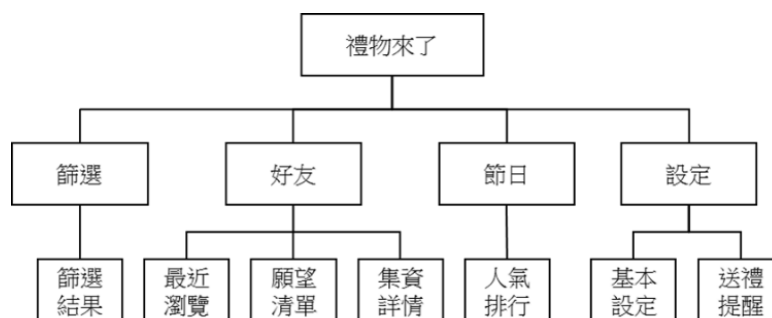 禮物來了
篩選
好友
節日
設定
篩選
結果
最近
瀏覽
願望
清單
集資
詳情
人氣
排行
基本
設定
送禮
提醒